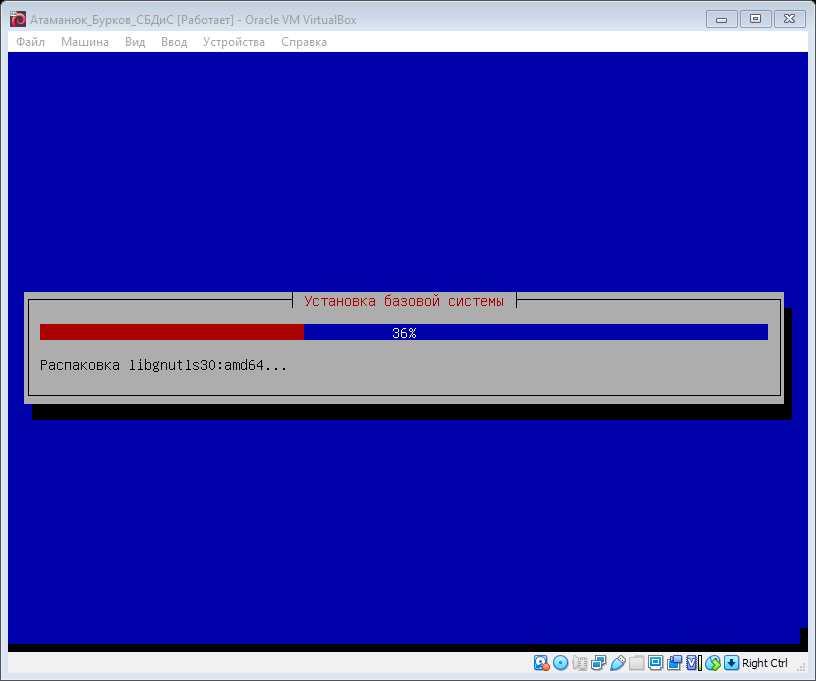 Атаманюк_Бурков_СБДиС [Работает] - Oracle VM VirtualBox
Файл Машина Вид Ввод Устройства Справка
Установка базовой системы
36%
Распаковка libgnutls30:amd64...
Right Ctrl